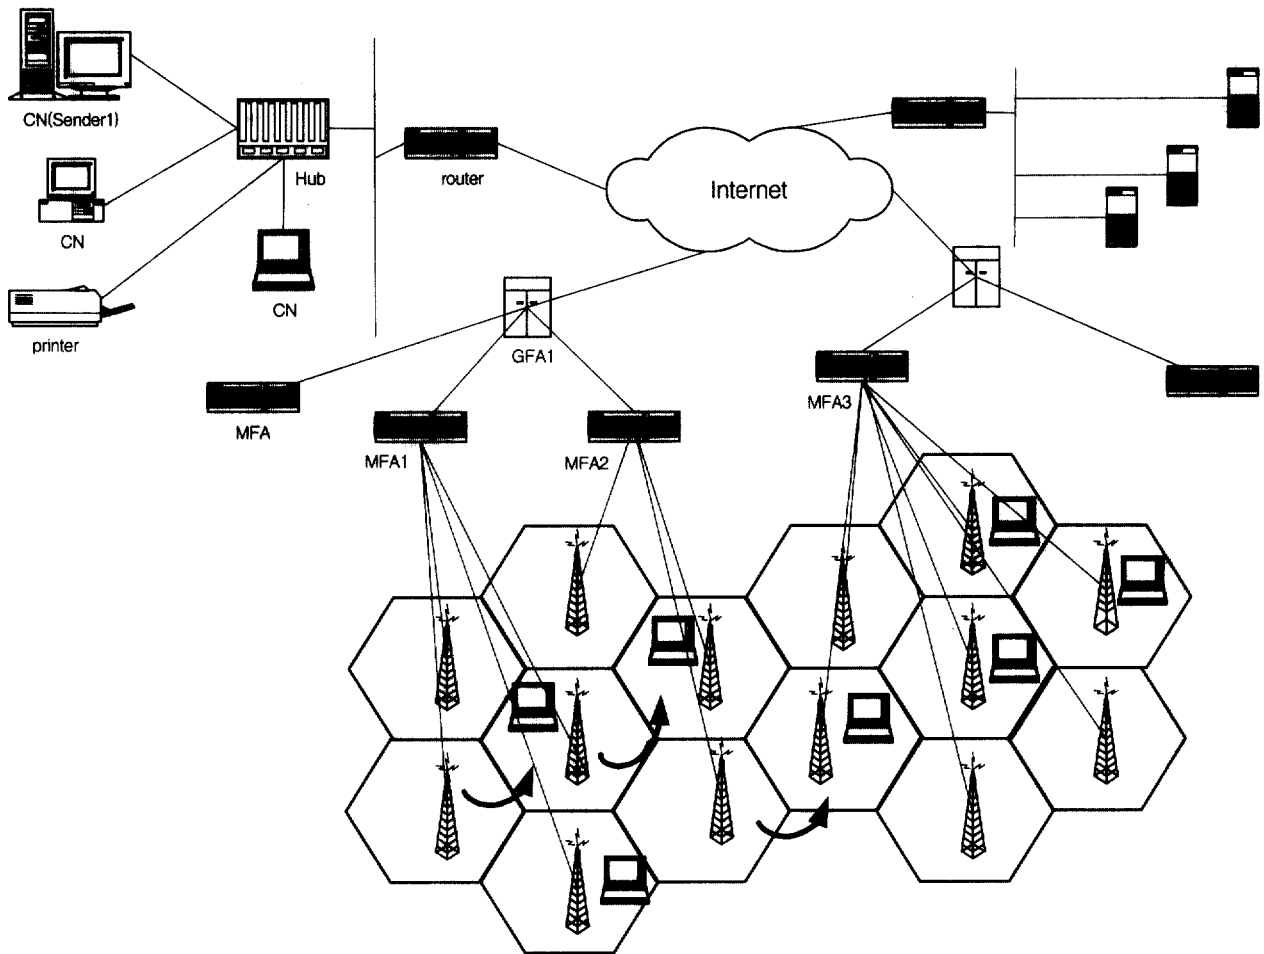 CN(Sender1)
Hub
router
Internet
CN
CN
printer
GFA1
MFA
MFA1
MFA2
MFA3